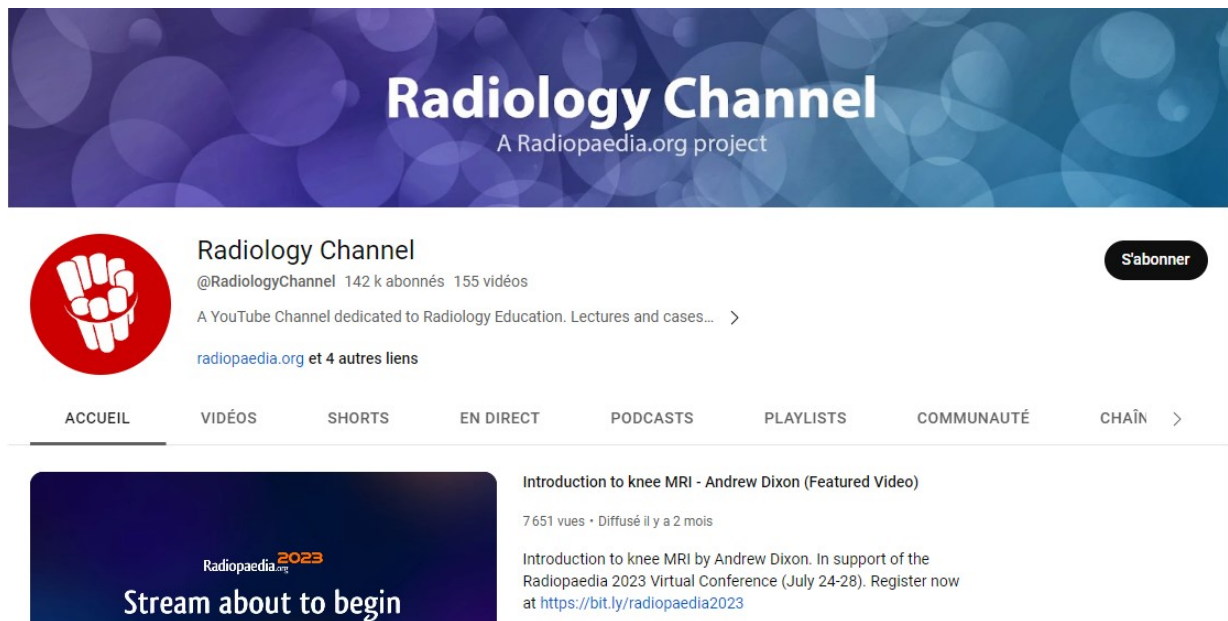 Radiology Channel
A Radiopaedia.org project
Radiology Channel
@RadiologyChannel 142 k abonnés 155 vidéos
A YouTube Channel dedicated to Radiology Education. Lectures and cases...
radiopaedia.org et 4 autres liens
S'abonner
ACCUEIL VIDÉOS SHORTS EN DIRECT PODCASTS PLAYLISTS COMMUNAUTÉ CHAÎN
Radiopaedia.org 2023
Stream about to begin
Introduction to knee MRI - Andrew Dixon (Featured Video)
7 651 vues • Diffusé il y a 2 mois
Introduction to knee MRI by Andrew Dixon. In support of the
Radiopaedia 2023 Virtual Conference (July 24-28). Register now
at https://bit.ly/radiopaedia2023